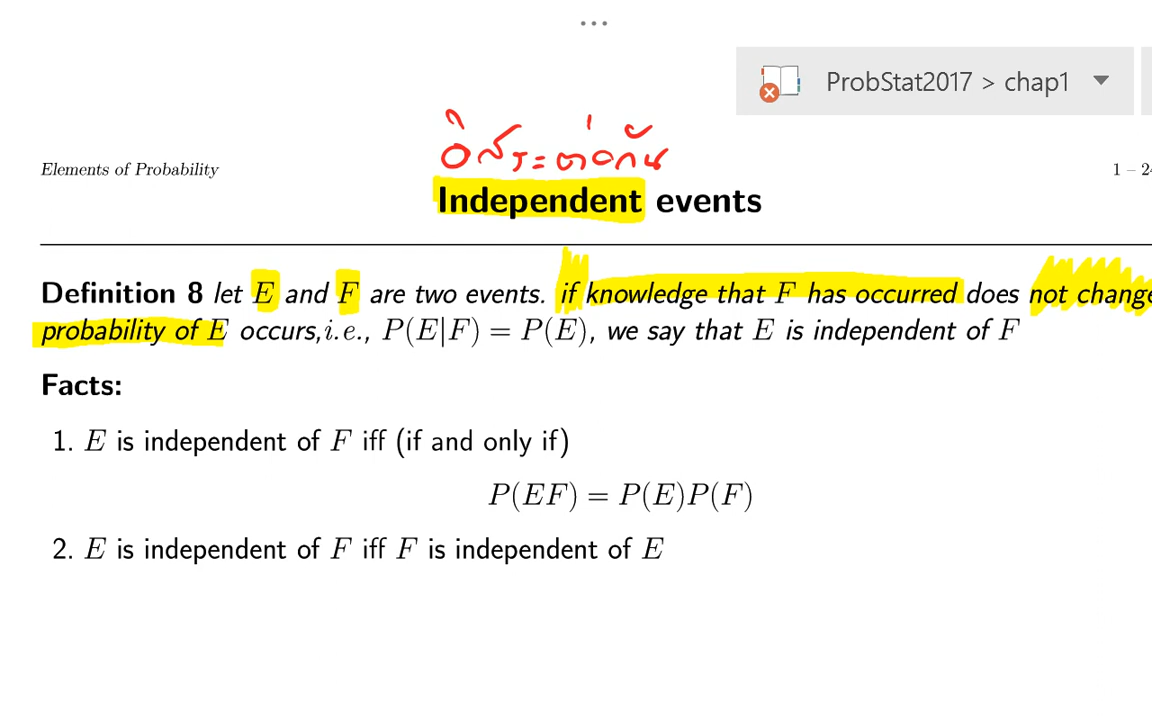 ...
ProbStat2017 > chap1
อิสระต่อกัน
Elements of Probability
1 – 2
Independent events
Definition 8 let E and F are two events. if knowledge that F has occurred does not change
probability of E occurs,i.e., P(E|F) = P(E), we say that E is independent of F
Facts:
1. E is independent of F iff (if and only if)
P(EF) = P(E)P(F)
2. E is independent of F iff F is independent of E